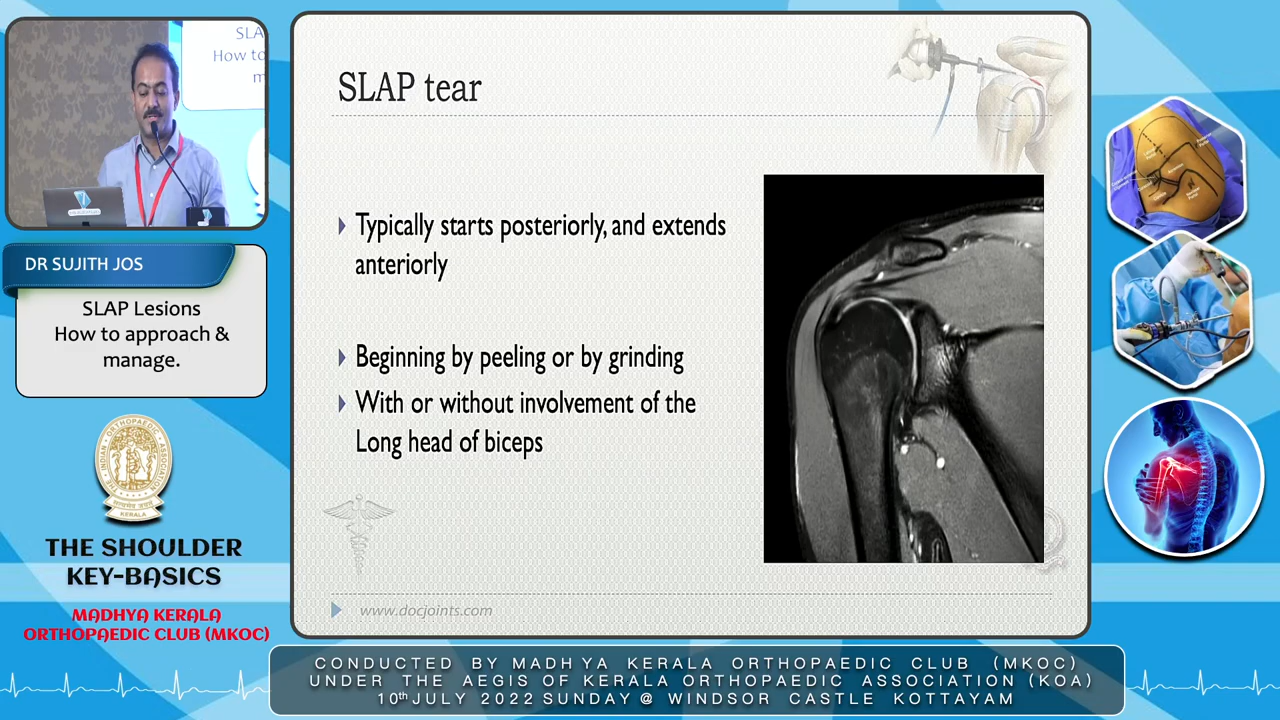 SLA
How to
m
DR SUJITH JOS
SLAP Lesions
How to approach &
manage.
THE SHOULDER
KEY-BASICS
MADHYA KERALA
ORTHOPAEDIC CLUB (MKOC)
SLAP tear
Typically starts posteriorly, and extends
anteriorly
Beginning by peeling or by grinding
With or without involvement of the
Long head of biceps
www.docjoints.com
CONDUCTED BY MADHYA KERALA ORTHOPAEDIC CLUB (MKOC)
UNDER THE AEGIS OF KERALA ORTHOPAEDIC ASSOCIATION (KOA)
10th JULY 2022 SUNDAY @ WINDSOR CASTLE KOTTAYAM